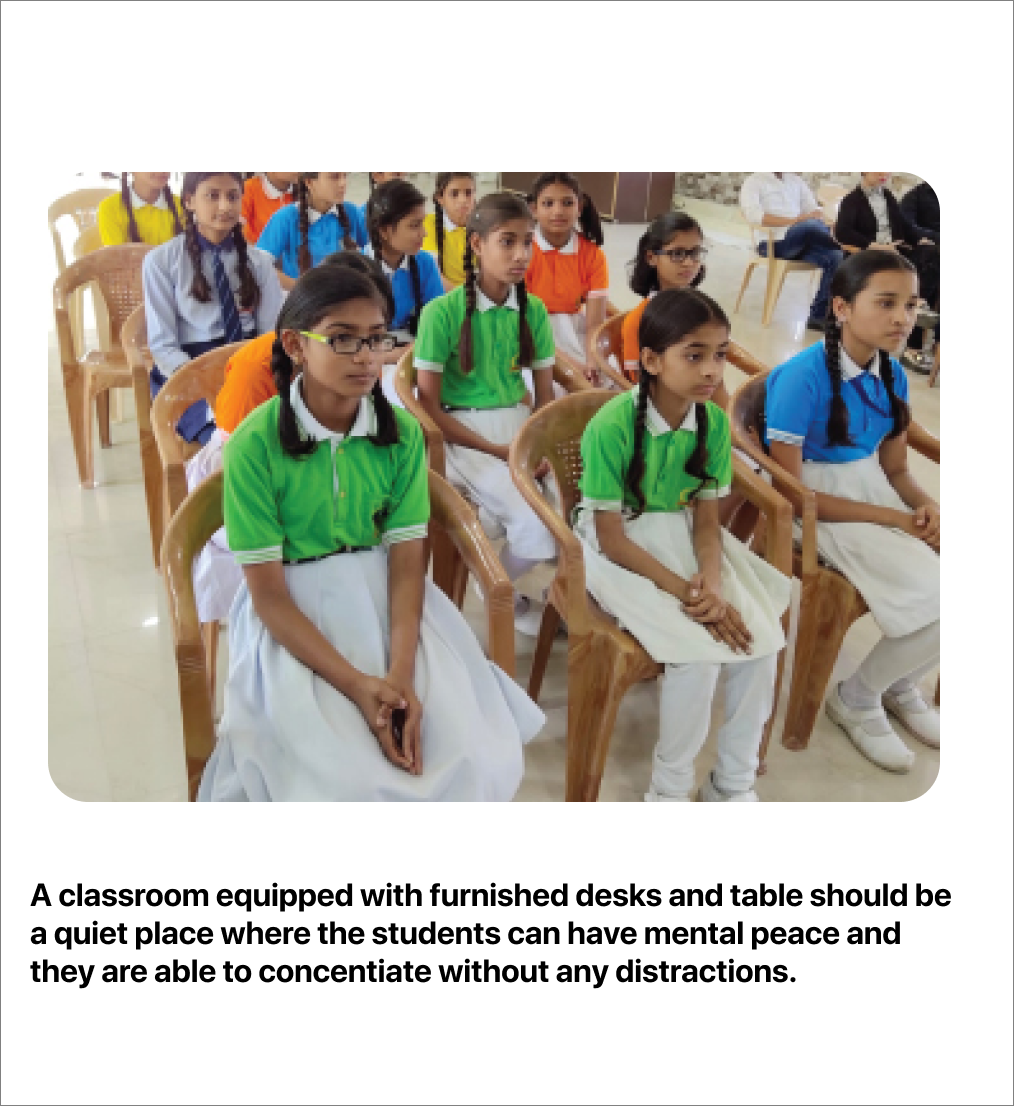 A classroom equipped with furnished desks and table should be
a quiet place where the students can have mental peace and
they are able to concentiate without any distractions.